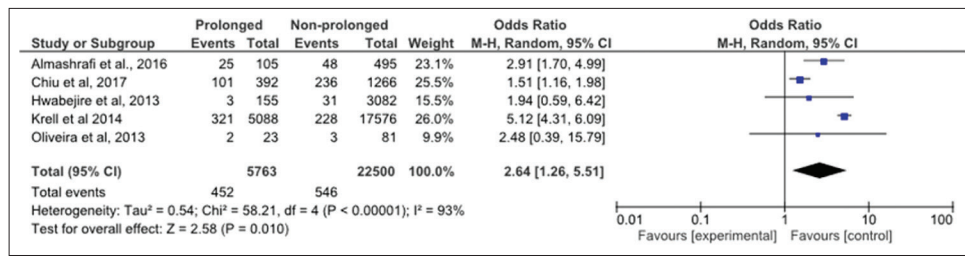 Prolonged Non-prolonged Odds Ratio Odds Ratio
Study or Subgroup Events Total Events Total Weight M-H, Random, 95% CI M-H, Random, 95% CI
Almashrafi et al., 2016 25 105 48 495 23.1% 2.91 [1.70, 4.99]
Chiu et al, 2017 101 392 236 1266 25.5% 1.51 [1.16, 1.98]
Hwabejire et al, 2013 3 155 31 3082 15.5% 1.94 [0.59, 6.42]
Krell et al 2014 321 5088 228 17576 26.0% 5.12 [4.31, 6.09]
Oliveira et al, 2013 2 23 3 81 9.9% 2.48 [0.39, 15.79]
Total (95% CI) 5763 22500 100.0% 2.64 [1.26, 5.51]
Total events 452 546
Heterogeneity: Tau² = 0.54; Chi² = 58.21, df = 4 (P < 0.00001); I² = 93%
Test for overall effect: Z = 2.58 (P = 0.010)
0.01 0.1 1 10 100
Favours [experimental] Favours [control]